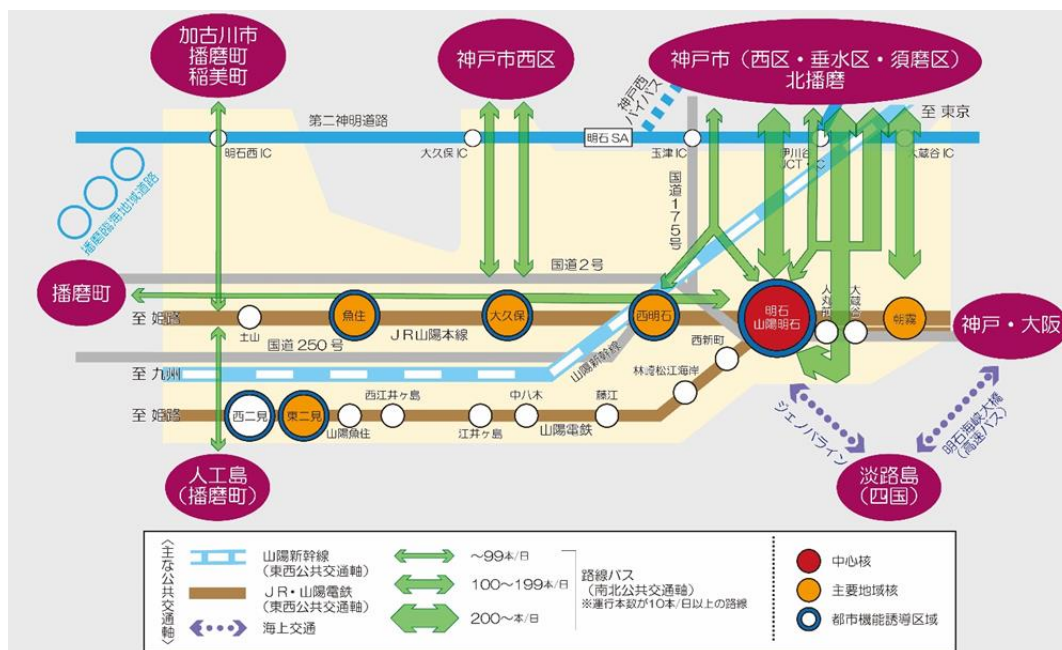 加古川市
播磨町
稲美町
神戸市西区
神戸市（西区・垂水区・須磨区）
北播磨
神戸西
バイパス
至 東京
第二神明道路
明石SA
明石西IC
大久保IC
玉津IC
伊川谷
JCT・IC
大蔵谷IC
播磨臨海地域道路
国道175号
国道2号
播磨町
至 姫路
土山
魚住
JR山陽本線
大久保
西明石
明石
山陽明石
人丸前
大蔵谷
朝霧
神戸・大阪
国道250号
山陽新幹線
西新町
至 九州
林崎松江海岸
至 姫路
西二見
東二見
山陽魚住
西江井ヶ島
江井ヶ島
中八木
山陽電鉄
藤江
ジェノバライン
明石海峡大橋
（高速バス）
人工島
（播磨町）
淡路島
（四国）
〈主な公共交通軸〉
山陽新幹線
（東西公共交通軸）
JR・山陽電鉄
（東西公共交通軸）
海上交通
～99本/日
100～199本/日
200～本/日
路線バス
（南北公共交通軸）
※運行本数が10本/日以上の路線
中心核
主要地域核
都市機能誘導区域